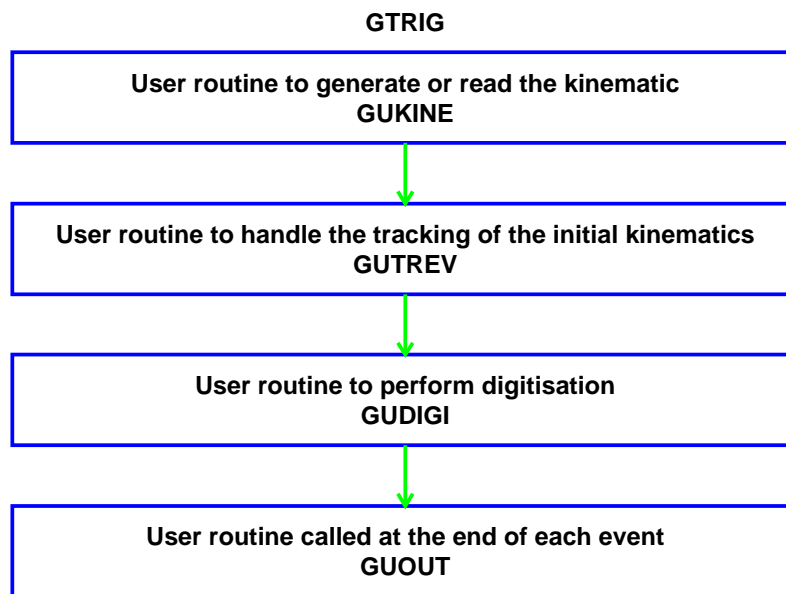 GTRIG
User routine to generate or read the kinematic
GUKINE
User routine to handle the tracking of the initial kinematics
GUTREV
User routine to perform digitisation
GUDIGI
User routine called at the end of each event
GUOUT